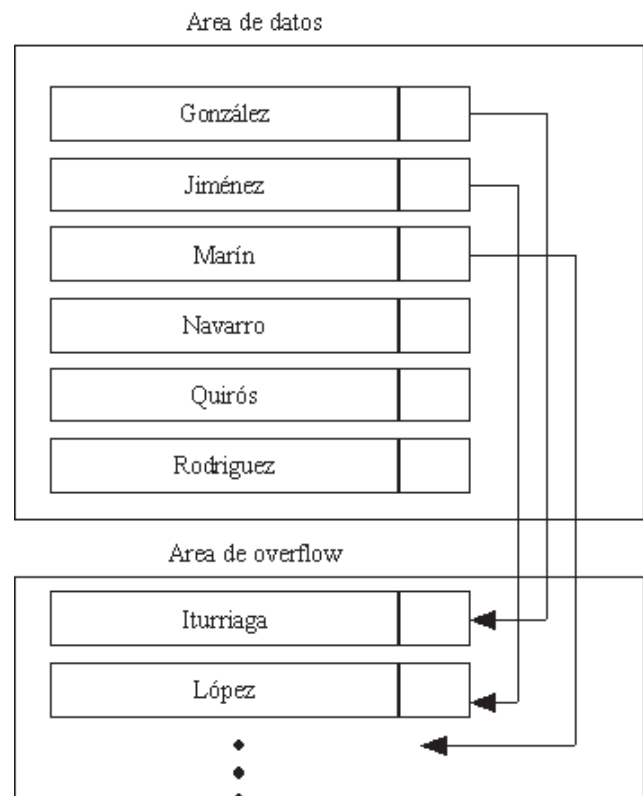 Area de datos
González
Jiménez
Marín
Navarro
Quirós
Rodriguez
Area de overflow
Iturriaga
López